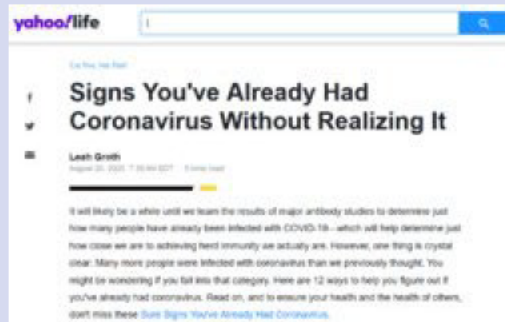 yahoo!life
Signs You've Already Had
Coronavirus Without Realizing It
Leah Groth
It will likely be a while until we learn the results of major antibody studies to determine just
how many people have already been infected with COVID-19 - which will help determine just
how close we are to achieving herd immunity we actually are. However, one thing is crystal
clear: Many more people were infected with coronavirus than we previously thought. You
might be wondering if you fall into that category. Here are 12 ways to help you figure out if
you've already had coronavirus. Read on, and to ensure your health and the health of others,
don't miss these Sure Signs You've Already Had Coronavirus.